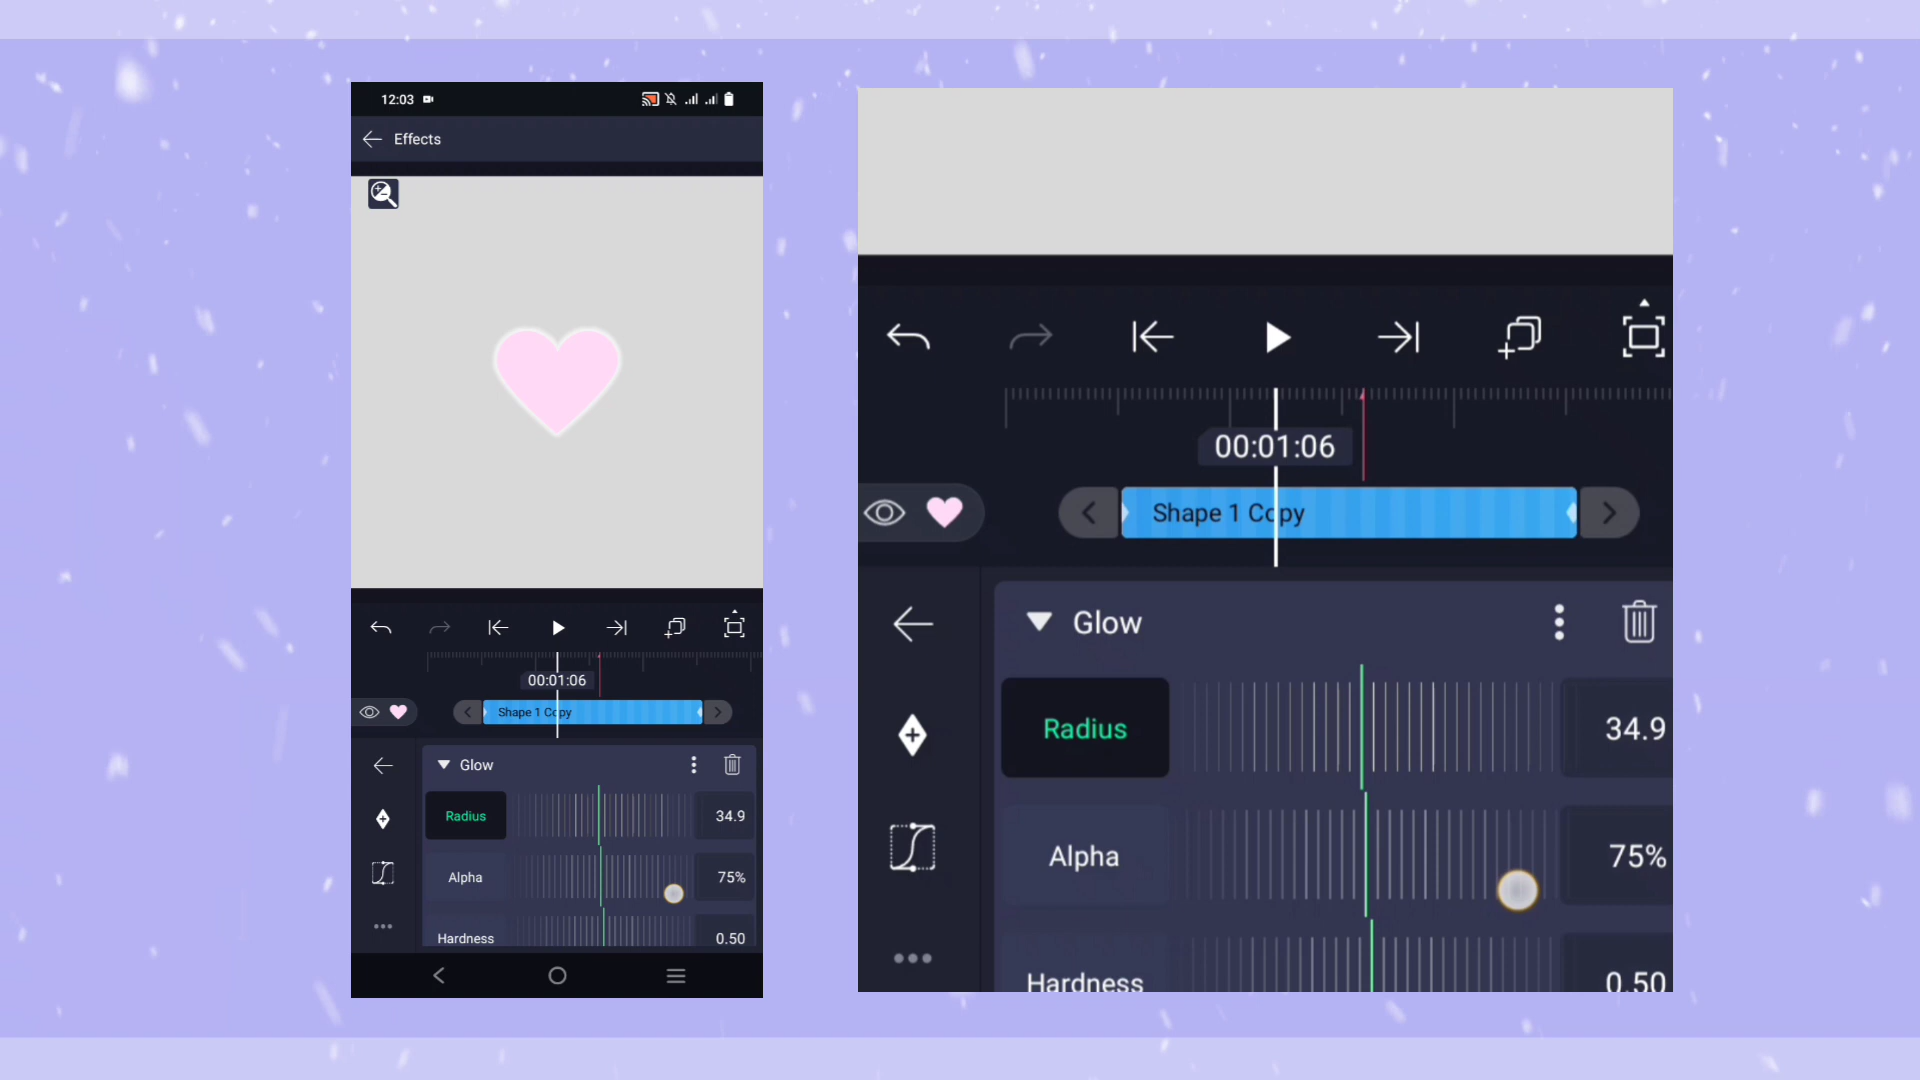 12:03
Effects
00:01:06
Shape 1 Copy
Glow
Radius 34.9
Alpha 75%
Hardness 0.50
00:01:06
Shape 1 Copy
Glow
Radius 34.9
Alpha 75%
Hardness 0.50